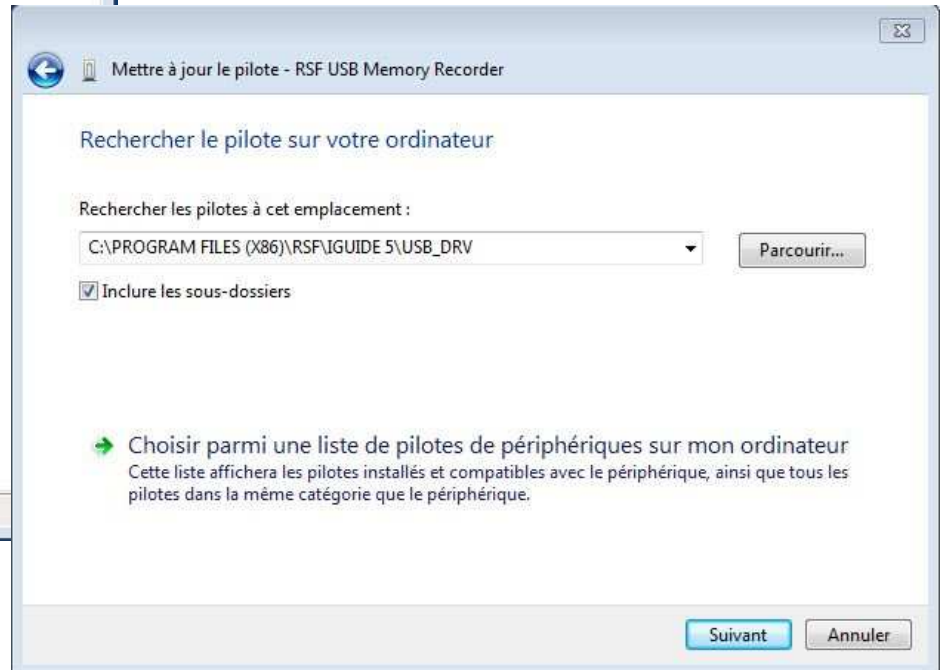 Mettre à jour le pilote - RSF USB Memory Recorder
Rechercher le pilote sur votre ordinateur
Rechercher les pilotes à cet emplacement :
C:\PROGRAM FILES (X86)\RSF\IGUIDE 5\USB_DRV
Parcourir...
Inclure les sous-dossiers
Choisir parmi une liste de pilotes de périphériques sur mon ordinateur
Cette liste affichera les pilotes installés et compatibles avec le périphérique, ainsi que tous les
pilotes dans la même catégorie que le périphérique.
Suivant
Annuler